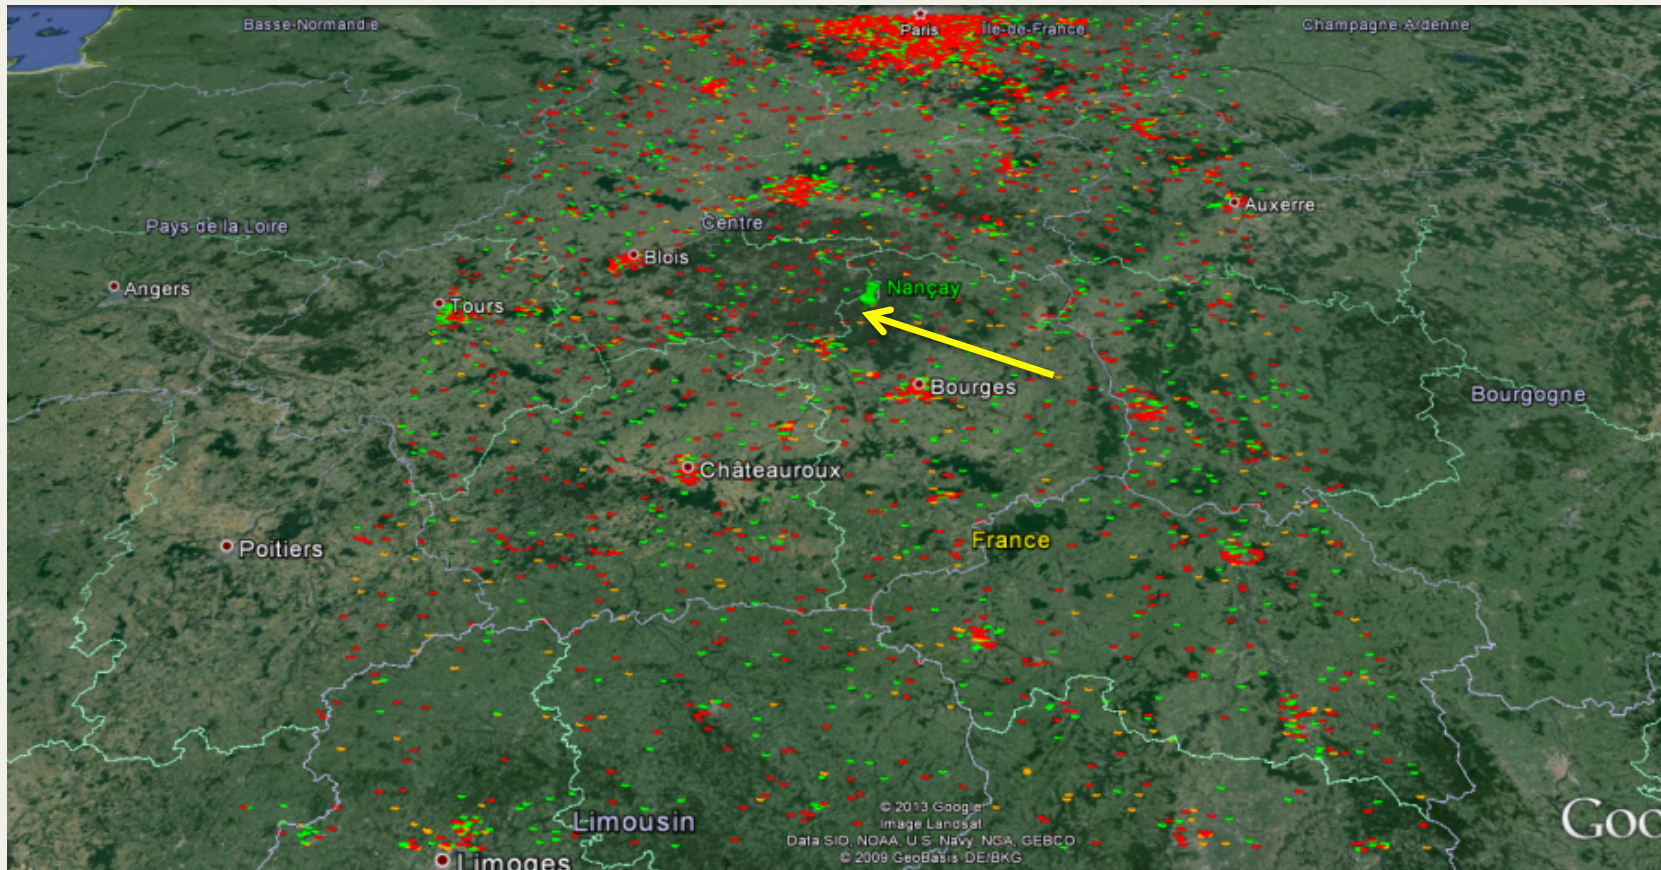 Basse-Normandie
Paris
Île-de-France
Champagne-Ardenne
Auxerre
Pays de la Loire
Centre
Blois
Angers
Nançay
Tours
Bourges
Bourgogne
Châteauroux
France
Poitiers
© 2013 Google
Image Landsat
Data SIO, NOAA, U.S. Navy, NGA, GEBCO
© 2009 GeoBasis-DE/BKG
Goo
Limousin
Limoges